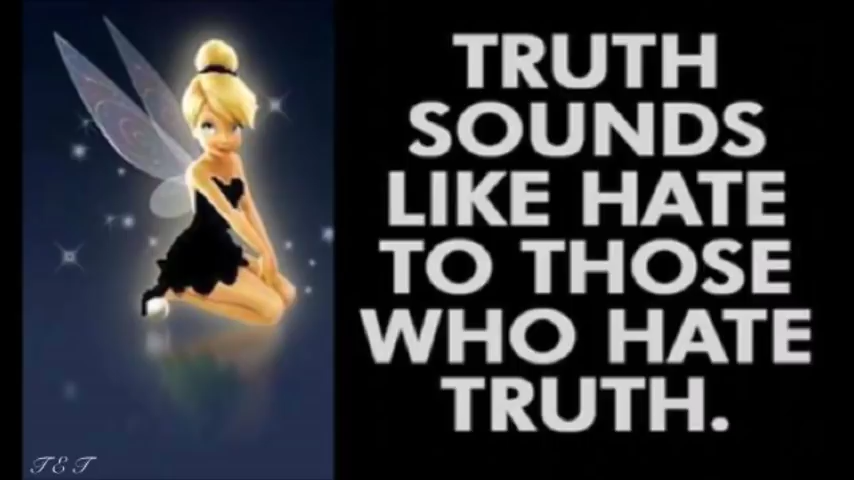 TRUTH
SOUNDS
LIKE HATE
TO THOSE
WHO HATE
TRUTH.
T&T